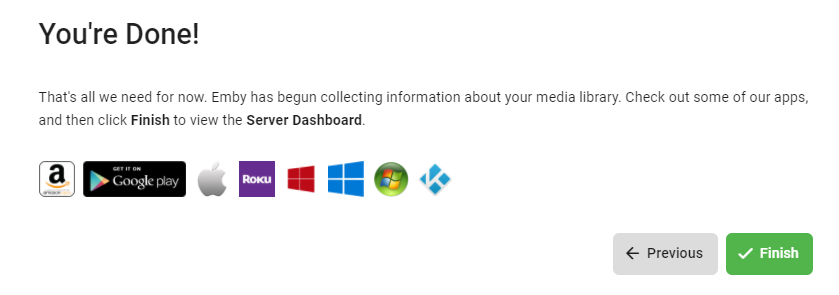 You're Done!
That's all we need for now. Emby has begun collecting information about your media library. Check out some of our apps,
and then click Finish to view the Server Dashboard.
a amazon GET IT ON Google play Roku
Previous Finish